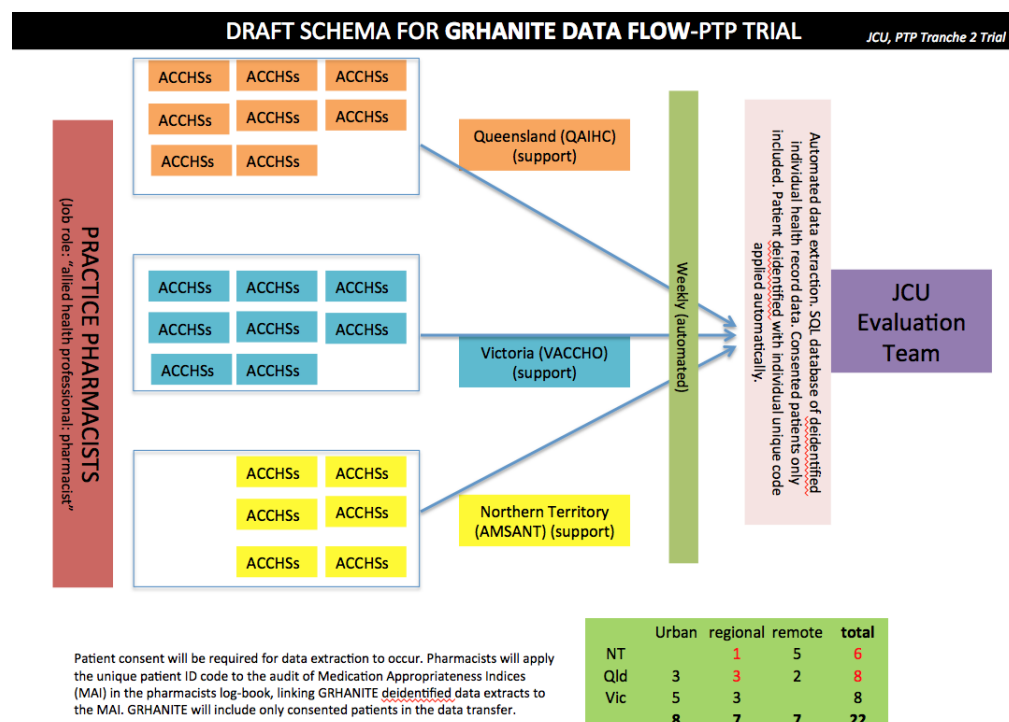 DRAFT SCHEMA FOR GRHANITE DATA FLOW-PTP TRIAL
JCU, PTP Tranche 2 Trial
PRACTICE PHARMACISTS
(Job role: "allied health professional: pharmacist"
ACCHSs ACCHSs ACCHSs
ACCHSs ACCHSs ACCHSs
ACCHSs ACCHSs
Queensland (QAIHC)
(support)
ACCHSs ACCHSs ACCHSs
ACCHSs ACCHSs ACCHSs
ACCHSs ACCHSs
Victoria (VACCHO)
(support)
ACCHSs ACCHSs
ACCHSs ACCHSs
ACCHSs ACCHSs
Northern Territory
(AMSANT) (support)
Weekly (automated)
Automated data extraction. SQL database of deidentified
individual health record data. Consented patients only
included. Patient deidentified with individual unique code
applied automatically.
JCU
Evaluation
Team
Patient consent will be required for data extraction to occur. Pharmacists will apply
the unique patient ID code to the audit of Medication Appropriateness Indices
(MAI) in the pharmacists log-book, linking GRHANITE deidentified data extracts to
the MAI. GRHANITE will include only consented patients in the data transfer.
Urban regional remote total
NT 1 5 6
Qld 3 3 2 8
Vic 5 3 8
8 7 7 22